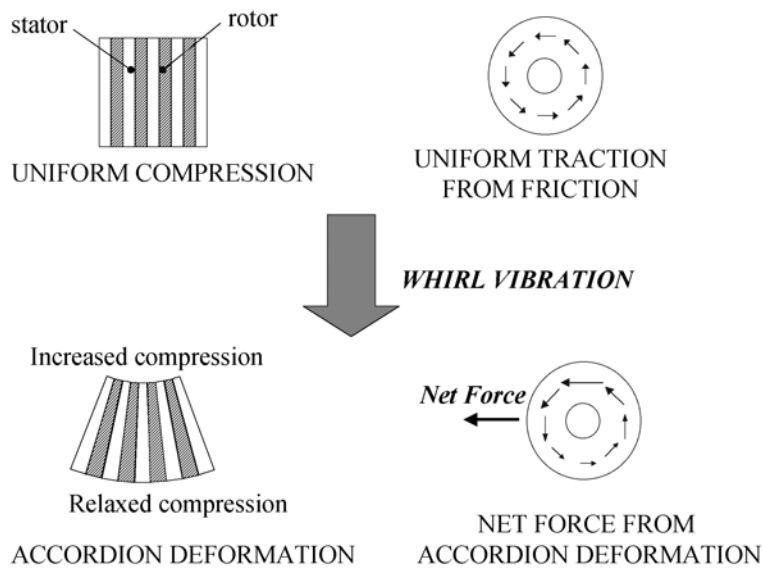 stator
rotor
UNIFORM COMPRESSION
UNIFORM TRACTION
FROM FRICTION
WHIRL VIBRATION
Increased compression
Relaxed compression
ACCORDION DEFORMATION
Net Force
NET FORCE FROM
ACCORDION DEFORMATION